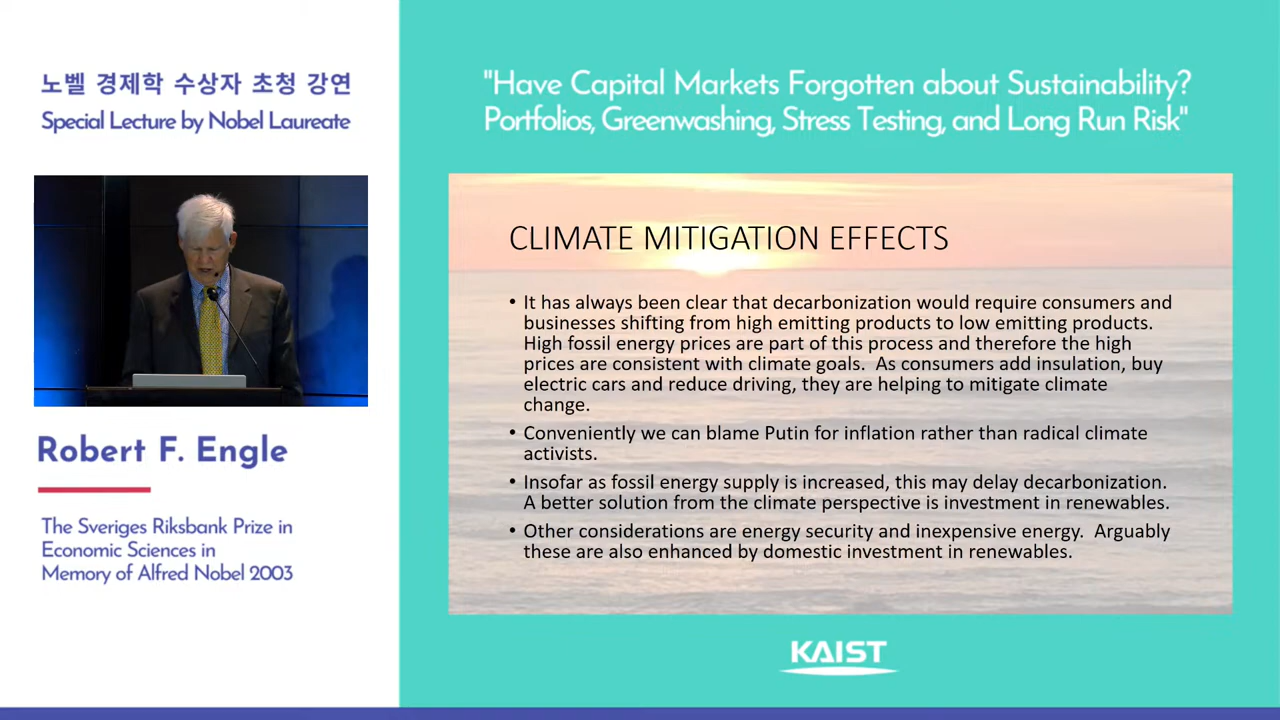 노벨 경제학 수상자 초청 강연
Special Lecture by Nobel Laureate
Robert F. Engle
The Sveriges Riksbank Prize in
Economic Sciences in
Memory of Alfred Nobel 2003
"Have Capital Markets Forgotten about Sustainability?
Portfolios, Greenwashing, Stress Testing, and Long Run Risk"
CLIMATE MITIGATION EFFECTS
• It has always been clear that decarbonization would require consumers and
businesses shifting from high emitting products to low emitting products.
High fossil energy prices are part of this process and therefore the high
prices are consistent with climate goals.  As consumers add insulation, buy
electric cars and reduce driving, they are helping to mitigate climate
change.
• Conveniently we can blame Putin for inflation rather than radical climate
activists.
• Insofar as fossil energy supply is increased, this may delay decarbonization.
A better solution from the climate perspective is investment in renewables.
• Other considerations are energy security and inexpensive energy.  Arguably
these are also enhanced by domestic investment in renewables.
KAIST